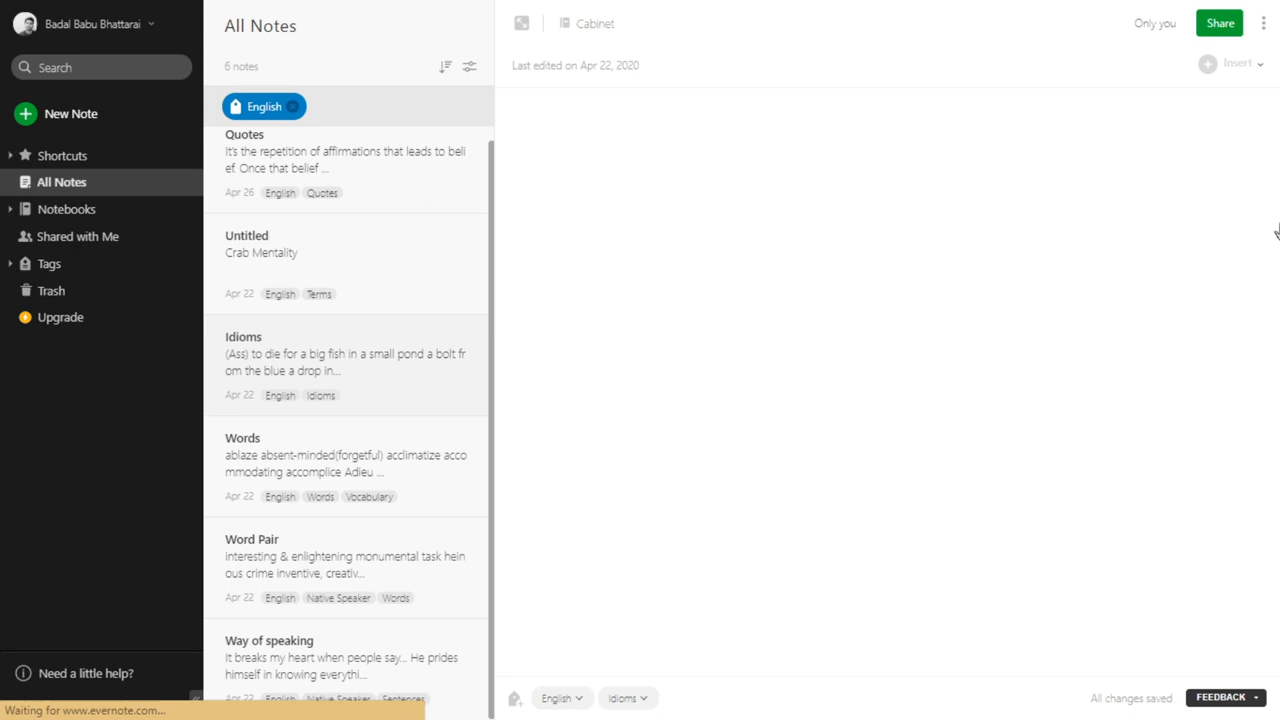 Badal Babu Bhattarai
Search
New Note
Shortcuts
All Notes
Notebooks
Shared with Me
Tags
Trash
Upgrade
Need a little help?
Waiting for www.evernote.com...
All Notes
6 notes
English
Quotes
It's the repetition of affirmations that leads to beli
ef. Once that belief ...
Apr 26 English Quotes
Untitled
Crab Mentality
Apr 22 English Terms
Idioms
(Ass) to die for a big fish in a small pond a bolt fr
om the blue a drop in...
Apr 22 English Idioms
Words
ablaze absent-minded(forgetful) acclimatize acco
mmodating accomplice Adieu ...
Apr 22 English Words Vocabulary
Word Pair
interesting & enlightening monumental task hein
ous crime inventive, creativ...
Apr 22 English Native Speaker Words
Way of speaking
It breaks my heart when people say... He prides
himself in knowing everythi...
Apr 22 English Native Speaker Sentences
Cabinet
Only you
Share
Last edited on Apr 22, 2020
Insert
English Idioms
All changes saved
FEEDBACK